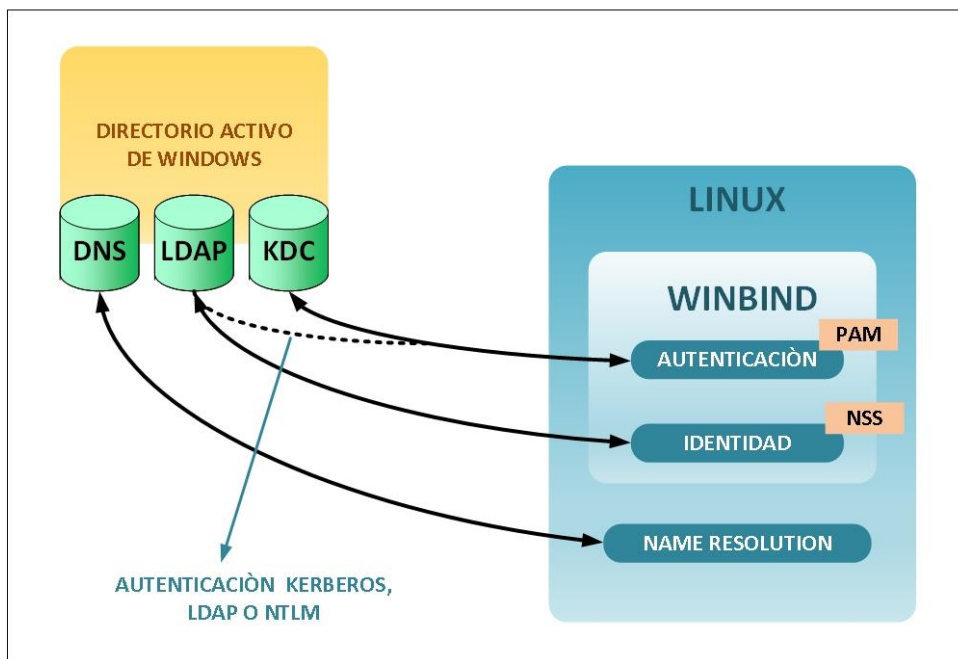 DIRECTORIO ACTIVO
DE WINDOWS
DNS
LDAP
KDC
LINUX
WINBIND
PAM
AUTENTICACIÒN
NSS
IDENTIDAD
NAME RESOLUTION
AUTENTICACIÒN KERBEROS,
LDAP O NTLM